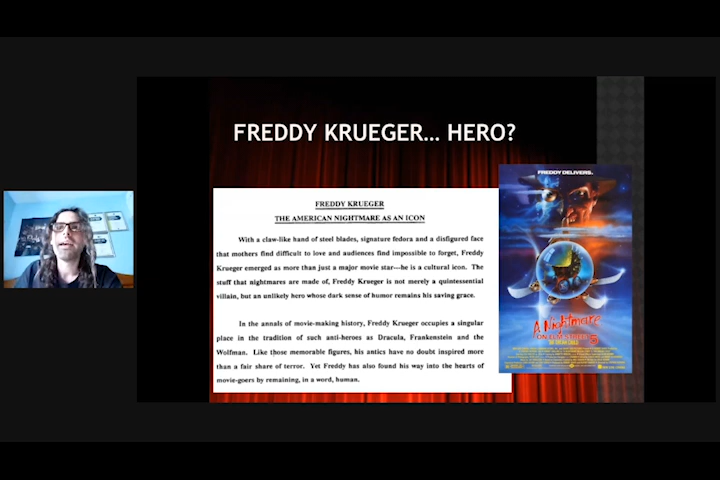 FREDDY KRUEGER... HERO?
FREDDY KRUEGER
THE AMERICAN NIGHTMARE AS AN ICON
With a claw-like hand of steel blades, signature fedora and a disfigured face
that mothers find difficult to love and audiences find impossible to forget, Freddy
Krueger emerged as more than just a major movie star—he is a cultural icon. The
stuff that nightmares are made of, Freddy Krueger is not merely a quintessential
villain, but an unlikely hero whose dark sense of humor remains his saving grace.
In the annals of movie-making history, Freddy Krueger occupies a singular
place in the tradition of such anti-heroes as Dracula, Frankenstein and the
Wolfman. Like those memorable figures, his antics have no doubt inspired more
than a fair share of terror. Yet Freddy has also found his way into the hearts of
movie-goers by remaining, in a word, human.
FREDDY DELIVERS.
A Nightmare
ON ELM STREET 5
THE DREAM CHILD